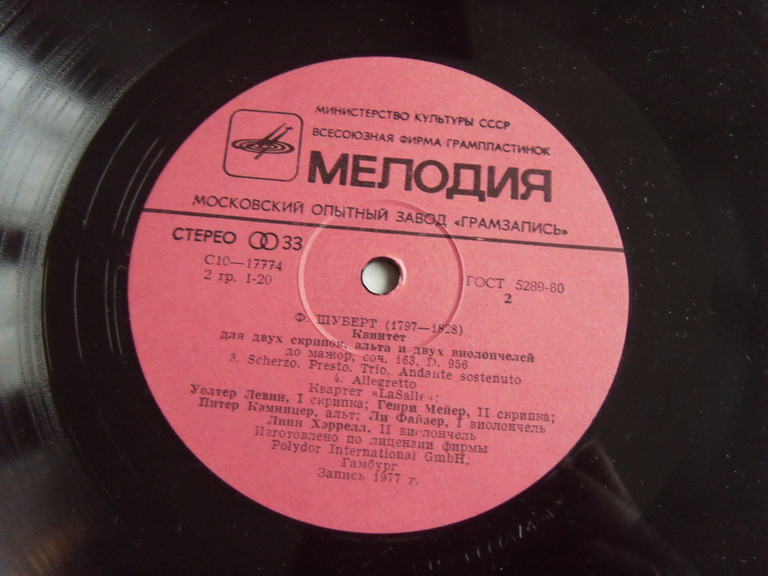 МИНИСТЕРСТВО КУЛЬТУРЫ СССР
ВСЕСОЮЗНАЯ ФИРМА ГРАМПЛАСТИНОК
МЕЛОДИЯ
МОСКОВСКИЙ ОПЫТНЫЙ ЗАВОД «ГРАМЗАПИСЬ»
СТЕРЕО 33
С10—17774
2 гр. 1-20
ГОСТ 5289-80
2
Ф. ШУБЕРТ (1797—1828)
Квинтет
для двух скрипок, альта и двух виолончелей
до мажор, соч. 163, D. 956
3. Scherzo. Presto. Trio. Andante sostenuto
4. Allegretto
Квартет «LaSalle»:
Уолтер Левин, I скрипка; Генри Мейер, II скрипка;
Питер Кэмницер, альт; Ли Файзер, I виолончель
Линн Хэррелл, II виолончель
Изготовлено по лицензии фирмы
Polydor International GmbH,
Гамбург
Запись 1977 г.